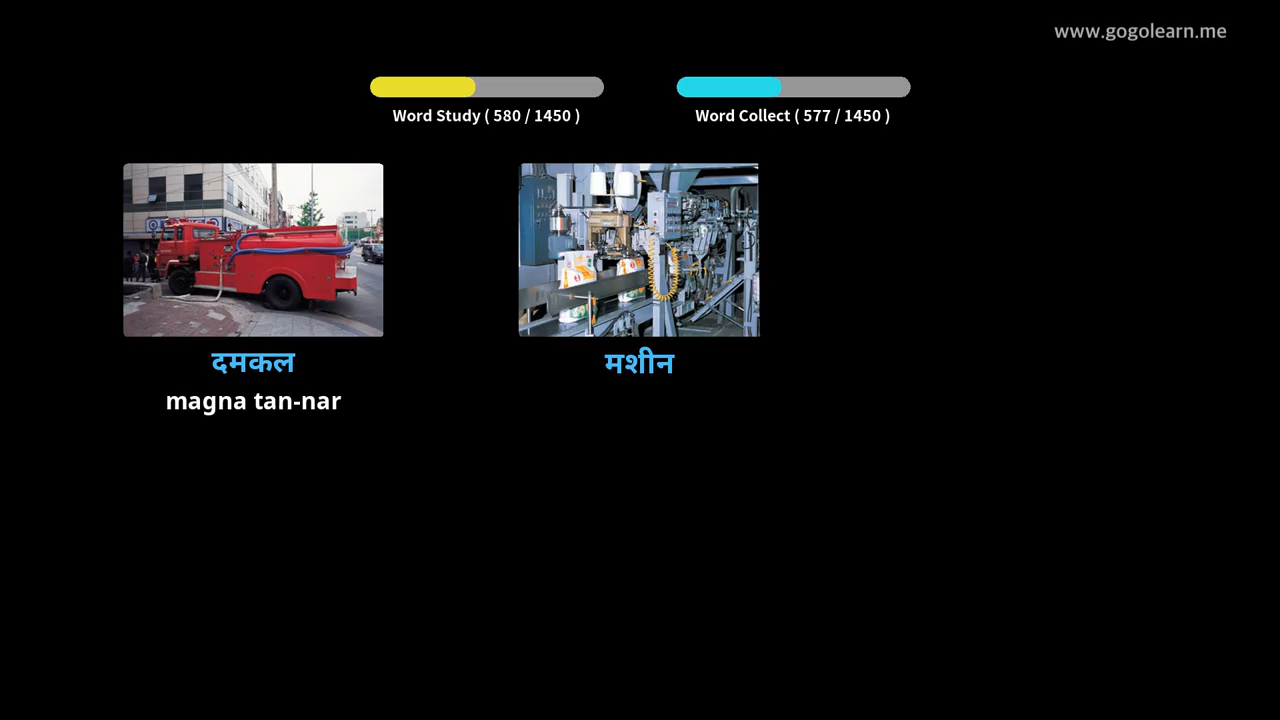 www.gogolearn.me
Word Study ( 580 / 1450 )
Word Collect ( 577 / 1450 )
दमकल
मशीन
magna tan-nar